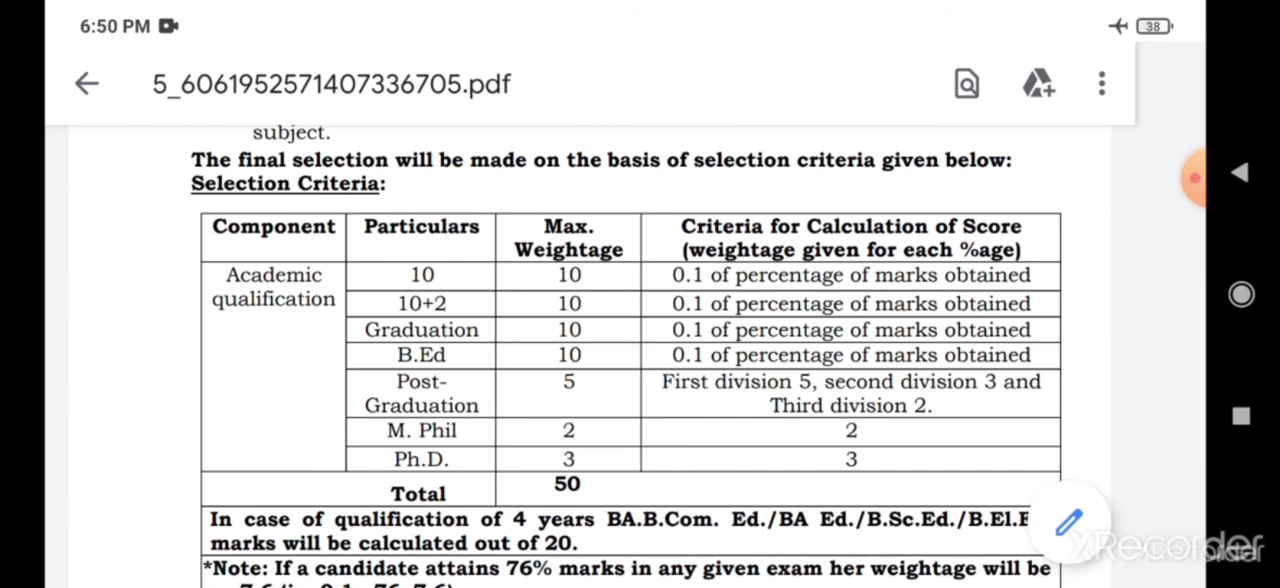 6:50 PM
38
5_6061952571407336705.pdf
subject.
The final selection will be made on the basis of selection criteria given below:
Selection Criteria:
Component Particulars Max. Weightage Criteria for Calculation of Score (weightage given for each %age)
Academic qualification 10 10 0.1 of percentage of marks obtained
10+2 10 0.1 of percentage of marks obtained
Graduation 10 0.1 of percentage of marks obtained
B.Ed 10 0.1 of percentage of marks obtained
Post-Graduation 5 First division 5, second division 3 and Third division 2.
M. Phil 2 2
Ph.D. 3 3
Total 50
In case of qualification of 4 years BA.B.Com. Ed./BA Ed./B.Sc.Ed./B.El.
marks will be calculated out of 20.
*Note: If a candidate attains 76% marks in any given exam her weightage will be
XRecorder